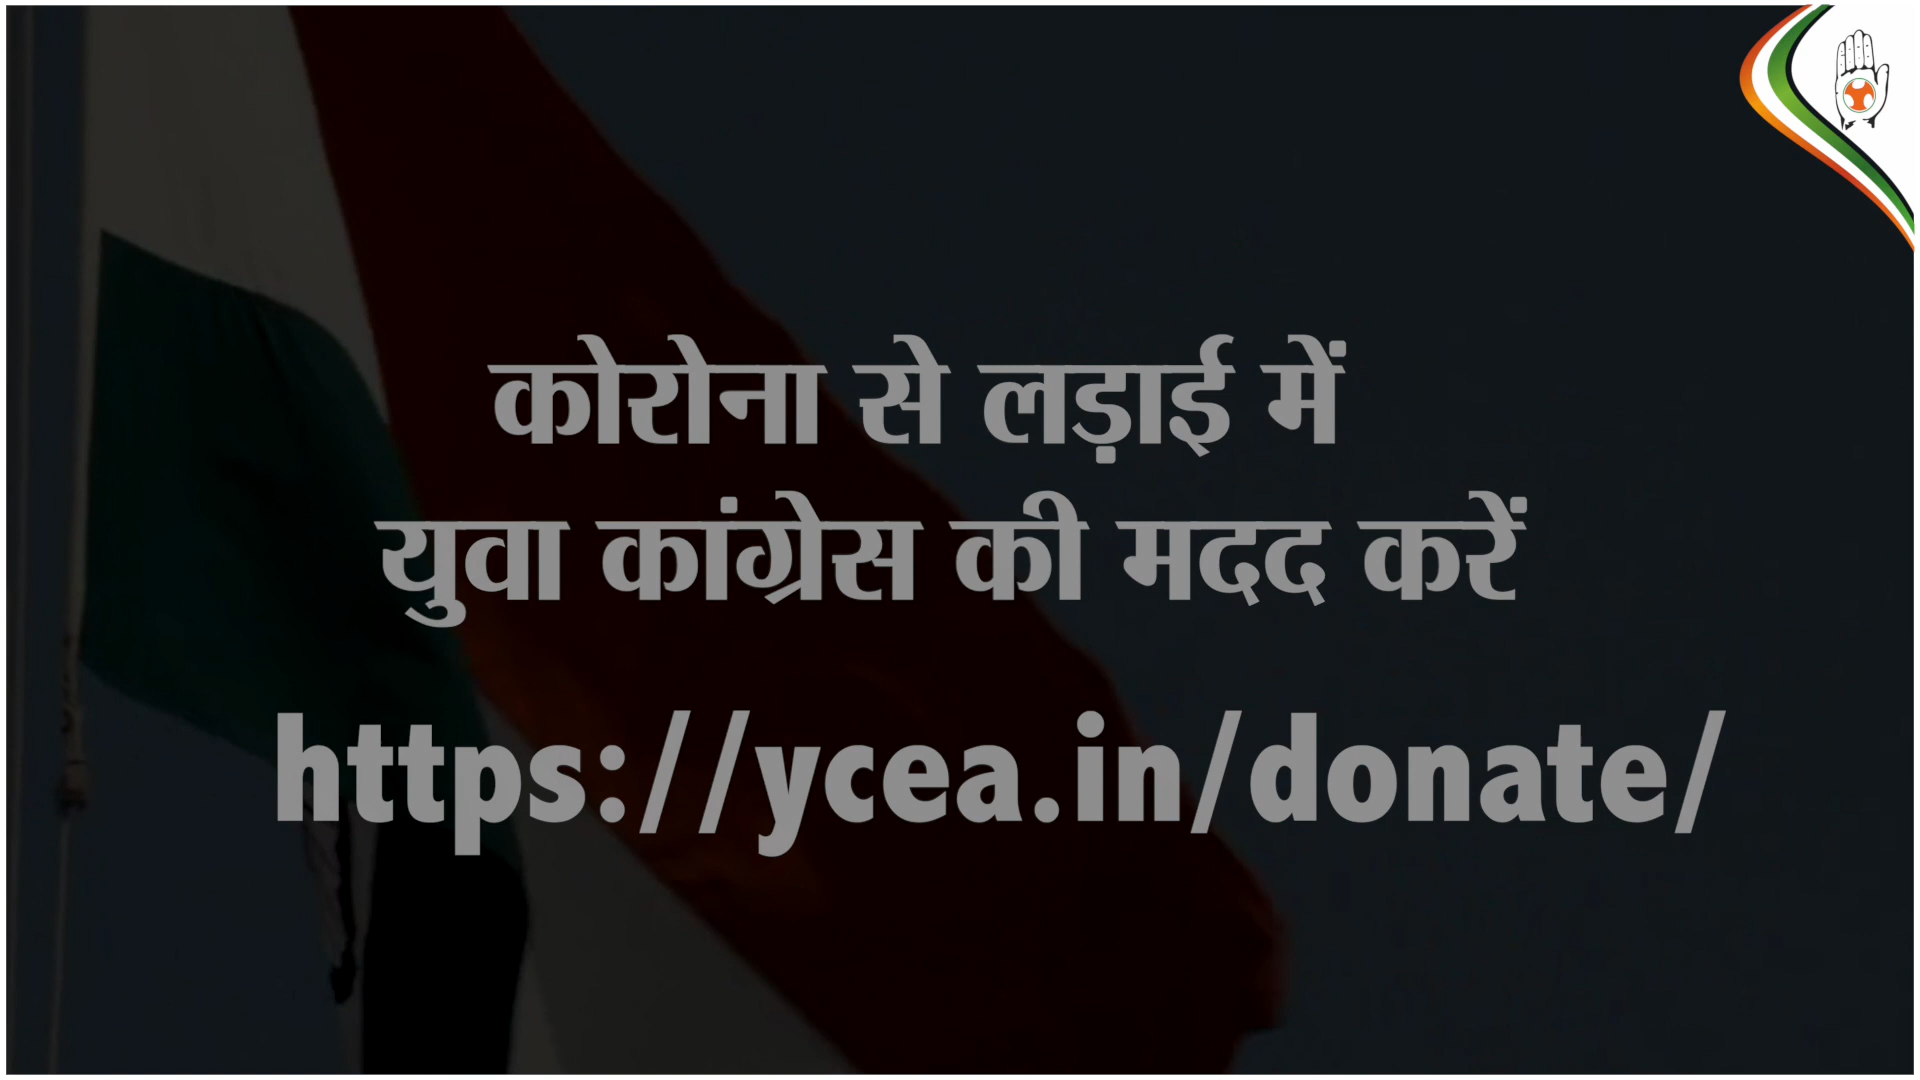 कोरोना से लड़ाई में
युवा कांग्रेस की मदद करें
https://ycea.in/donate/